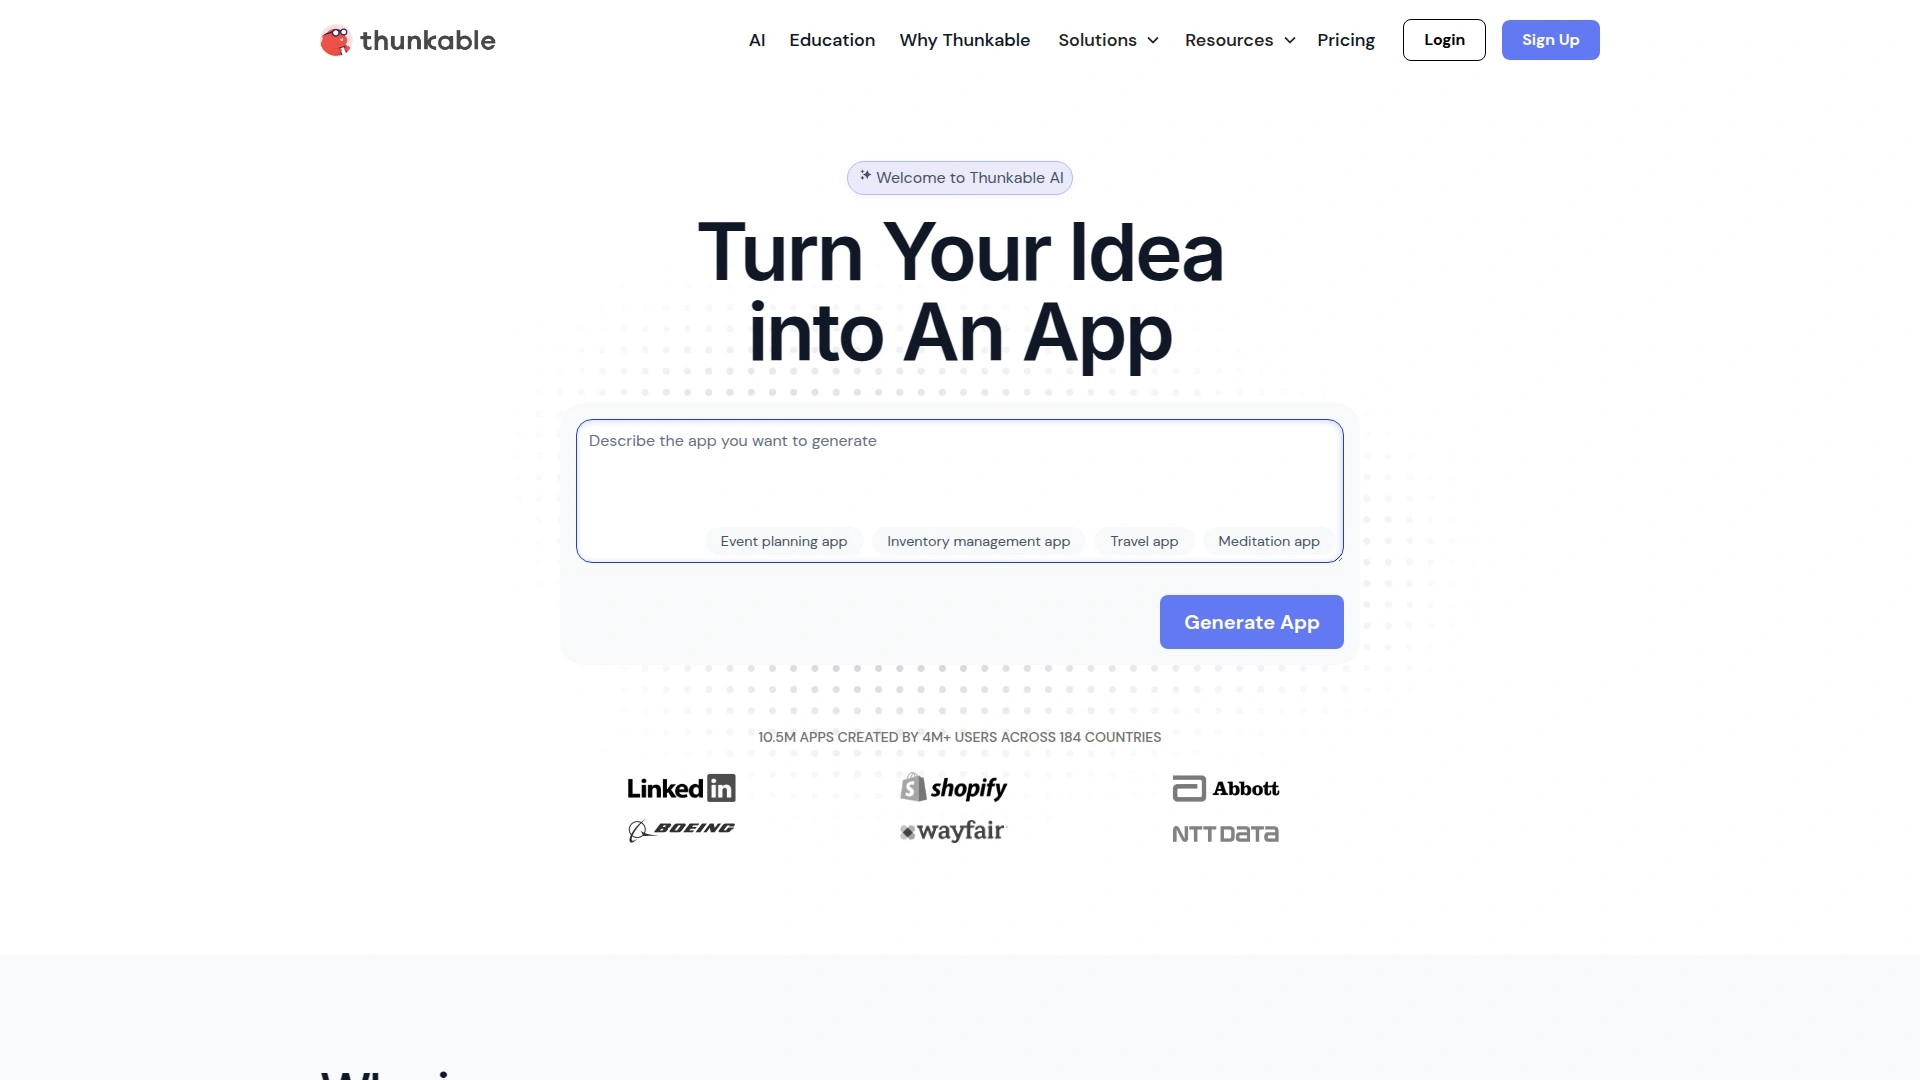 thunkable
AI Education Why Thunkable Solutions Resources Pricing Login Sign Up
Welcome to Thunkable AI
Turn Your Idea
into An App
Describe the app you want to generate
Event planning app Inventory management app Travel app Meditation app
Generate App
10.5M APPS CREATED BY 4M+ USERS ACROSS 184 COUNTRIES
Linked in shopify Abbott
BOEING wayfair NTT DATA